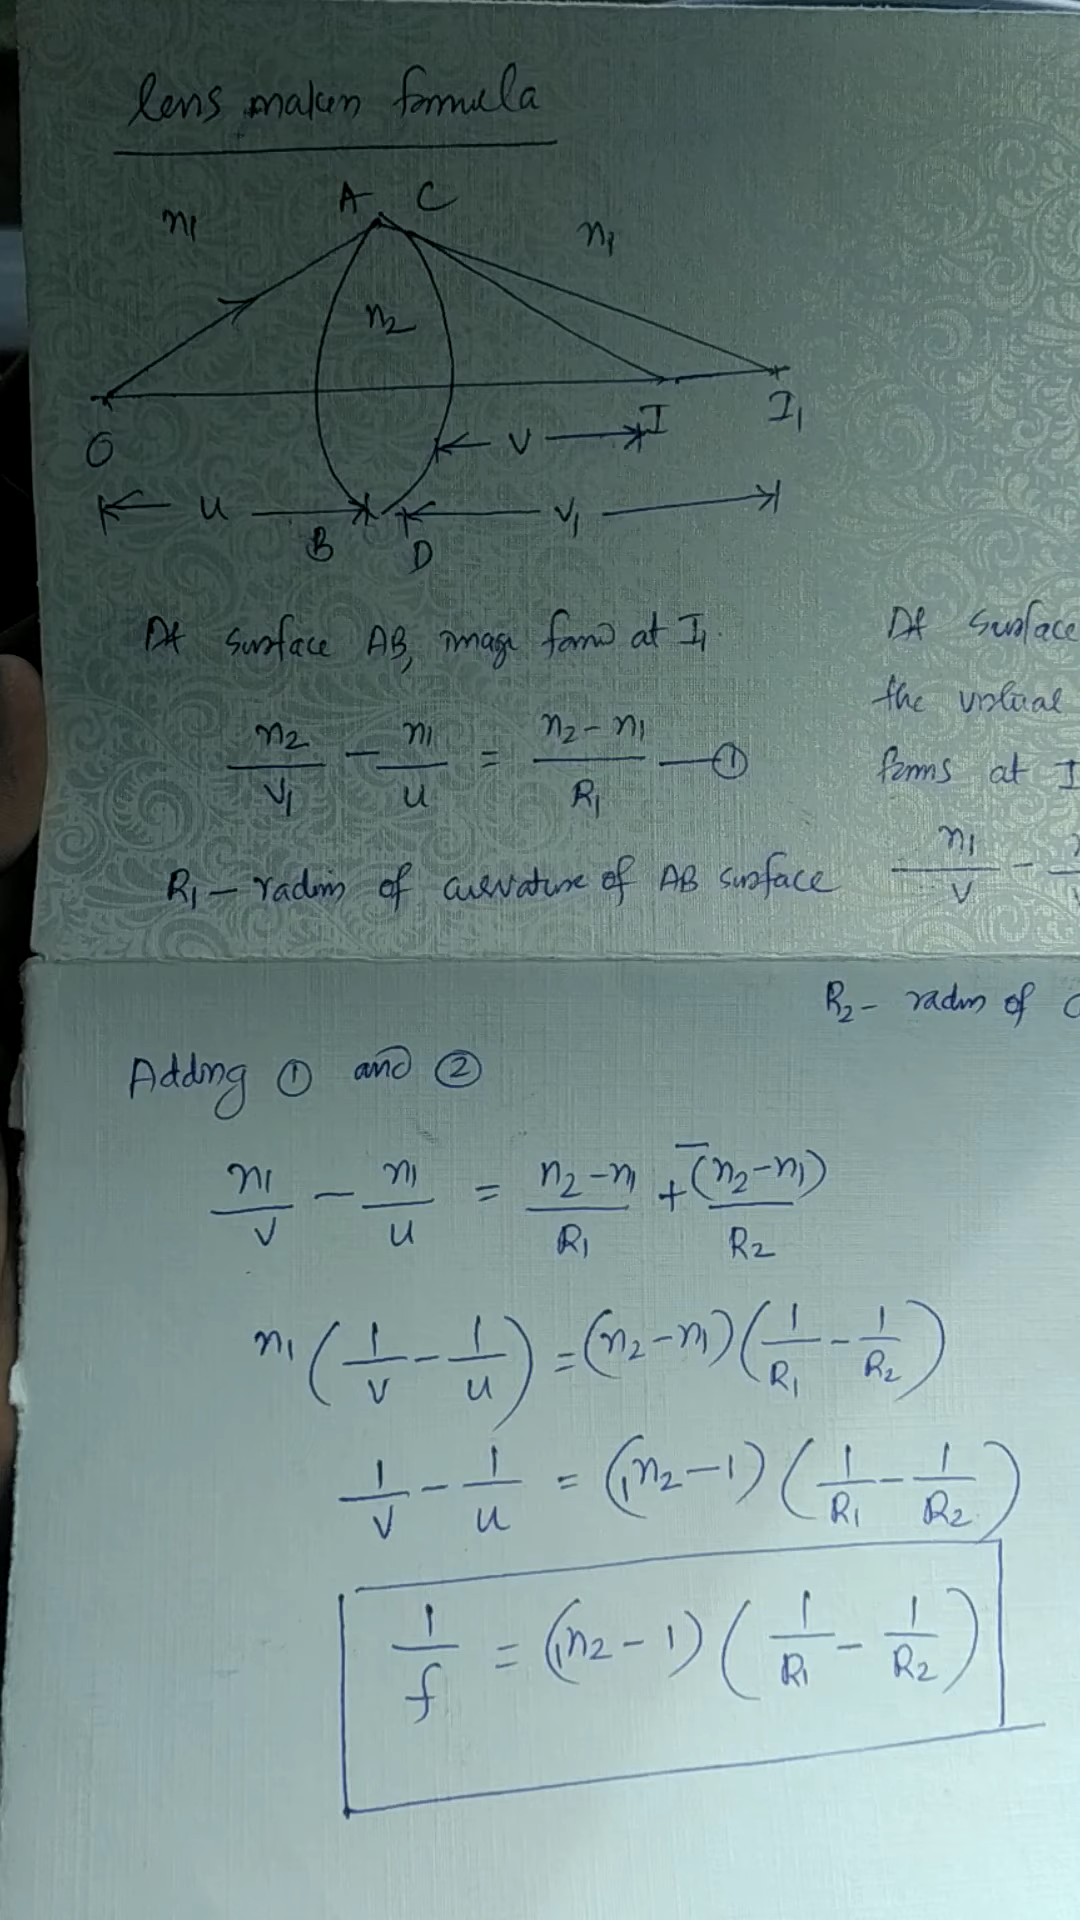 lens maker formula
A C
n1 n1
n2
O I I1
v
u v1
B D
At surface AB, image form at I1.
n2/v1 - n1/u = (n2-n1)/R1 —①
R1 - radius of curvature of AB surface
At surface
the virtual
forms at I
n1/v -
R2 - radius of
Adding ① and ②
n1/v - n1/u = (n2-n1)/R1 + -(n2-n1)/R2
n1 (1/v - 1/u) = (n2-n1) (1/R1 - 1/R2)
1/v - 1/u = (1n2-1) (1/R1 - 1/R2)
1/f = (1n2-1) (1/R1 - 1/R2)